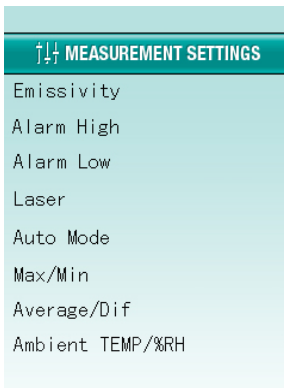 MEASUREMENT SETTINGS
Emissivity
Alarm High
Alarm Low
Laser
Auto Mode
Max/Min
Average/Dif
Ambient TEMP/%RH